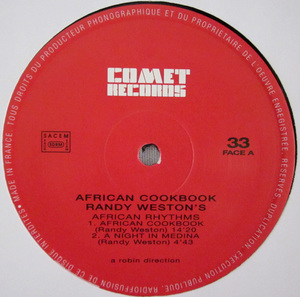 TOUS DROITS DU PRODUCTEUR PHONOGRAPHIQUE ET DU PROPRIETAIRE DE L'ŒUVRE ENREGISTREE RESERVES
DUPLICATION EXECUTION PUBLIQUE RADIODIFFUSION DE CE DISQUE INTERDITES • MADE IN FRANCE
COMET
RECORDS
SACEM
33
FACE A
AFRICAN COOKBOOK
RANDY WESTON'S
AFRICAN RHYTHMS
1. AFRICAN COOKBOOK
(Randy Weston) 14'20
2. A NIGHT IN MEDINA
(Randy Weston) 4'43
a robin direction